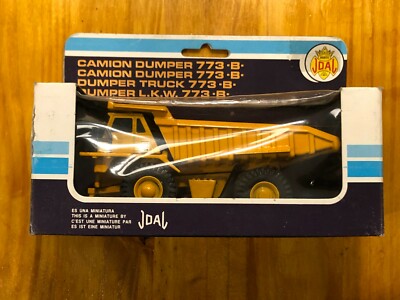 CAMION DUMPER 773·B·
CAMION DUMPER 773·B·
DUMPER TRUCK 773·B·
DUMPER L.K.W. 773·B·
JOAL
ES UNA MINIATURA
THIS IS A MINIATURE BY
C'EST UNE MINIATURE PAR
ES IST EINE MINIATUR
JOAL